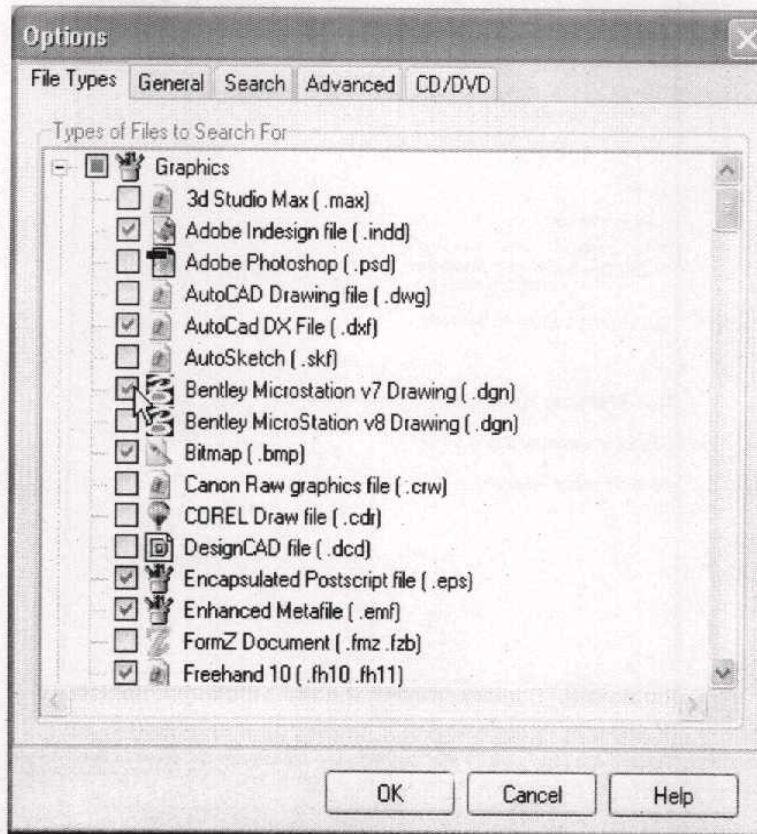 Options
File Types General Search Advanced CD/DVD
Types of Files to Search For
Graphics
3d Studio Max ( .max)
Adobe Indesign file ( .indd)
Adobe Photoshop ( .psd)
AutoCAD Drawing file ( .dwg)
AutoCad DX File ( .dxf)
AutoSketch ( .skf)
Bentley Microstation v7 Drawing ( .dgn)
Bentley MicroStation v8 Drawing ( .dgn)
Bitmap ( .bmp)
Canon Raw graphics file ( .crw)
COREL Draw file ( .cdr)
DesignCAD file ( .dcd)
Encapsulated Postscript file ( .eps)
Enhanced Metafile ( .emf)
FormZ Document ( .fmz .fzb)
Freehand 10 ( .fh10 .fh11)
OK Cancel Help